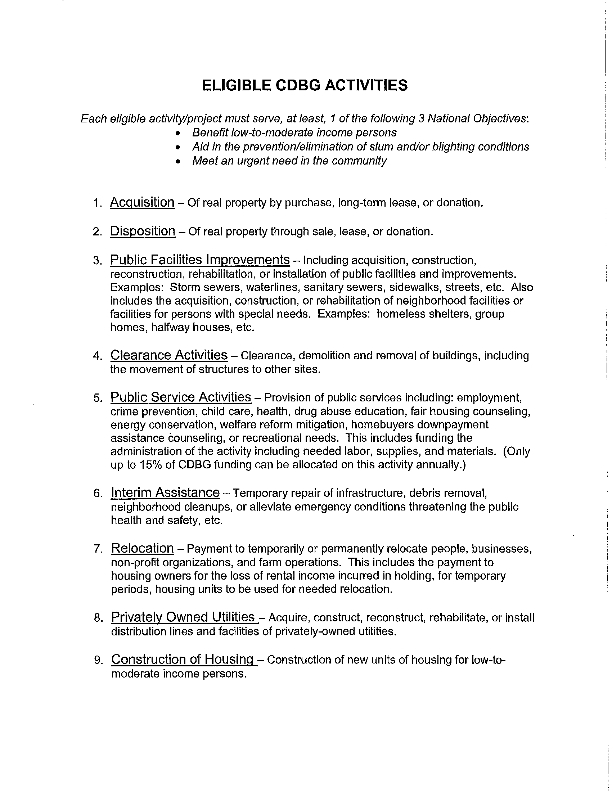 ELIGIBLE CDBG ACTIVITIES
Each eligible activity/project must serve, at least, 1 of the following 3 National Objectives:
• Benefit low-to-moderate income persons
• Aid in the prevention/elimination of slum and/or blighting conditions
• Meet an urgent need in the community
1. Acquisition – Of real property by purchase, long-term lease, or donation.
2. Disposition – Of real property through sale, lease, or donation.
3. Public Facilities Improvements – Including acquisition, construction,
reconstruction, rehabilitation, or installation of public facilities and improvements.
Examples: Storm sewers, waterlines, sanitary sewers, sidewalks, streets, etc. Also
includes the acquisition, construction, or rehabilitation of neighborhood facilities or
facilities for persons with special needs. Examples: homeless shelters, group
homes, halfway houses, etc.
4. Clearance Activities – Clearance, demolition and removal of buildings, including
the movement of structures to other sites.
5. Public Service Activities – Provision of public services including: employment,
crime prevention, child care, health, drug abuse education, fair housing counseling,
energy conservation, welfare reform mitigation, homebuyers downpayment
assistance counseling, or recreational needs. This includes funding the
administration of the activity including needed labor, supplies, and materials. (Only
up to 15% of CDBG funding can be allocated on this activity annually.)
6. Interim Assistance – Temporary repair of infrastructure, debris removal,
neighborhood cleanups, or alleviate emergency conditions threatening the public
health and safety, etc.
7. Relocation – Payment to temporarily or permanently relocate people, businesses,
non-profit organizations, and farm operations. This includes the payment to
housing owners for the loss of rental income incurred in holding, for temporary
periods, housing units to be used for needed relocation.
8. Privately Owned Utilities – Acquire, construct, reconstruct, rehabilitate, or install
distribution lines and facilities of privately-owned utilities.
9. Construction of Housing – Construction of new units of housing for low-to-
moderate income persons.